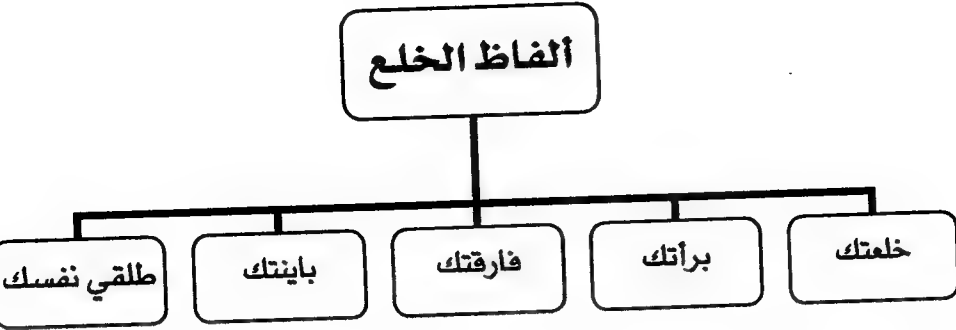 ألفاظ الخلع
خلعتك
برأتك
فارقتك
باينتك
طلقي نفسك